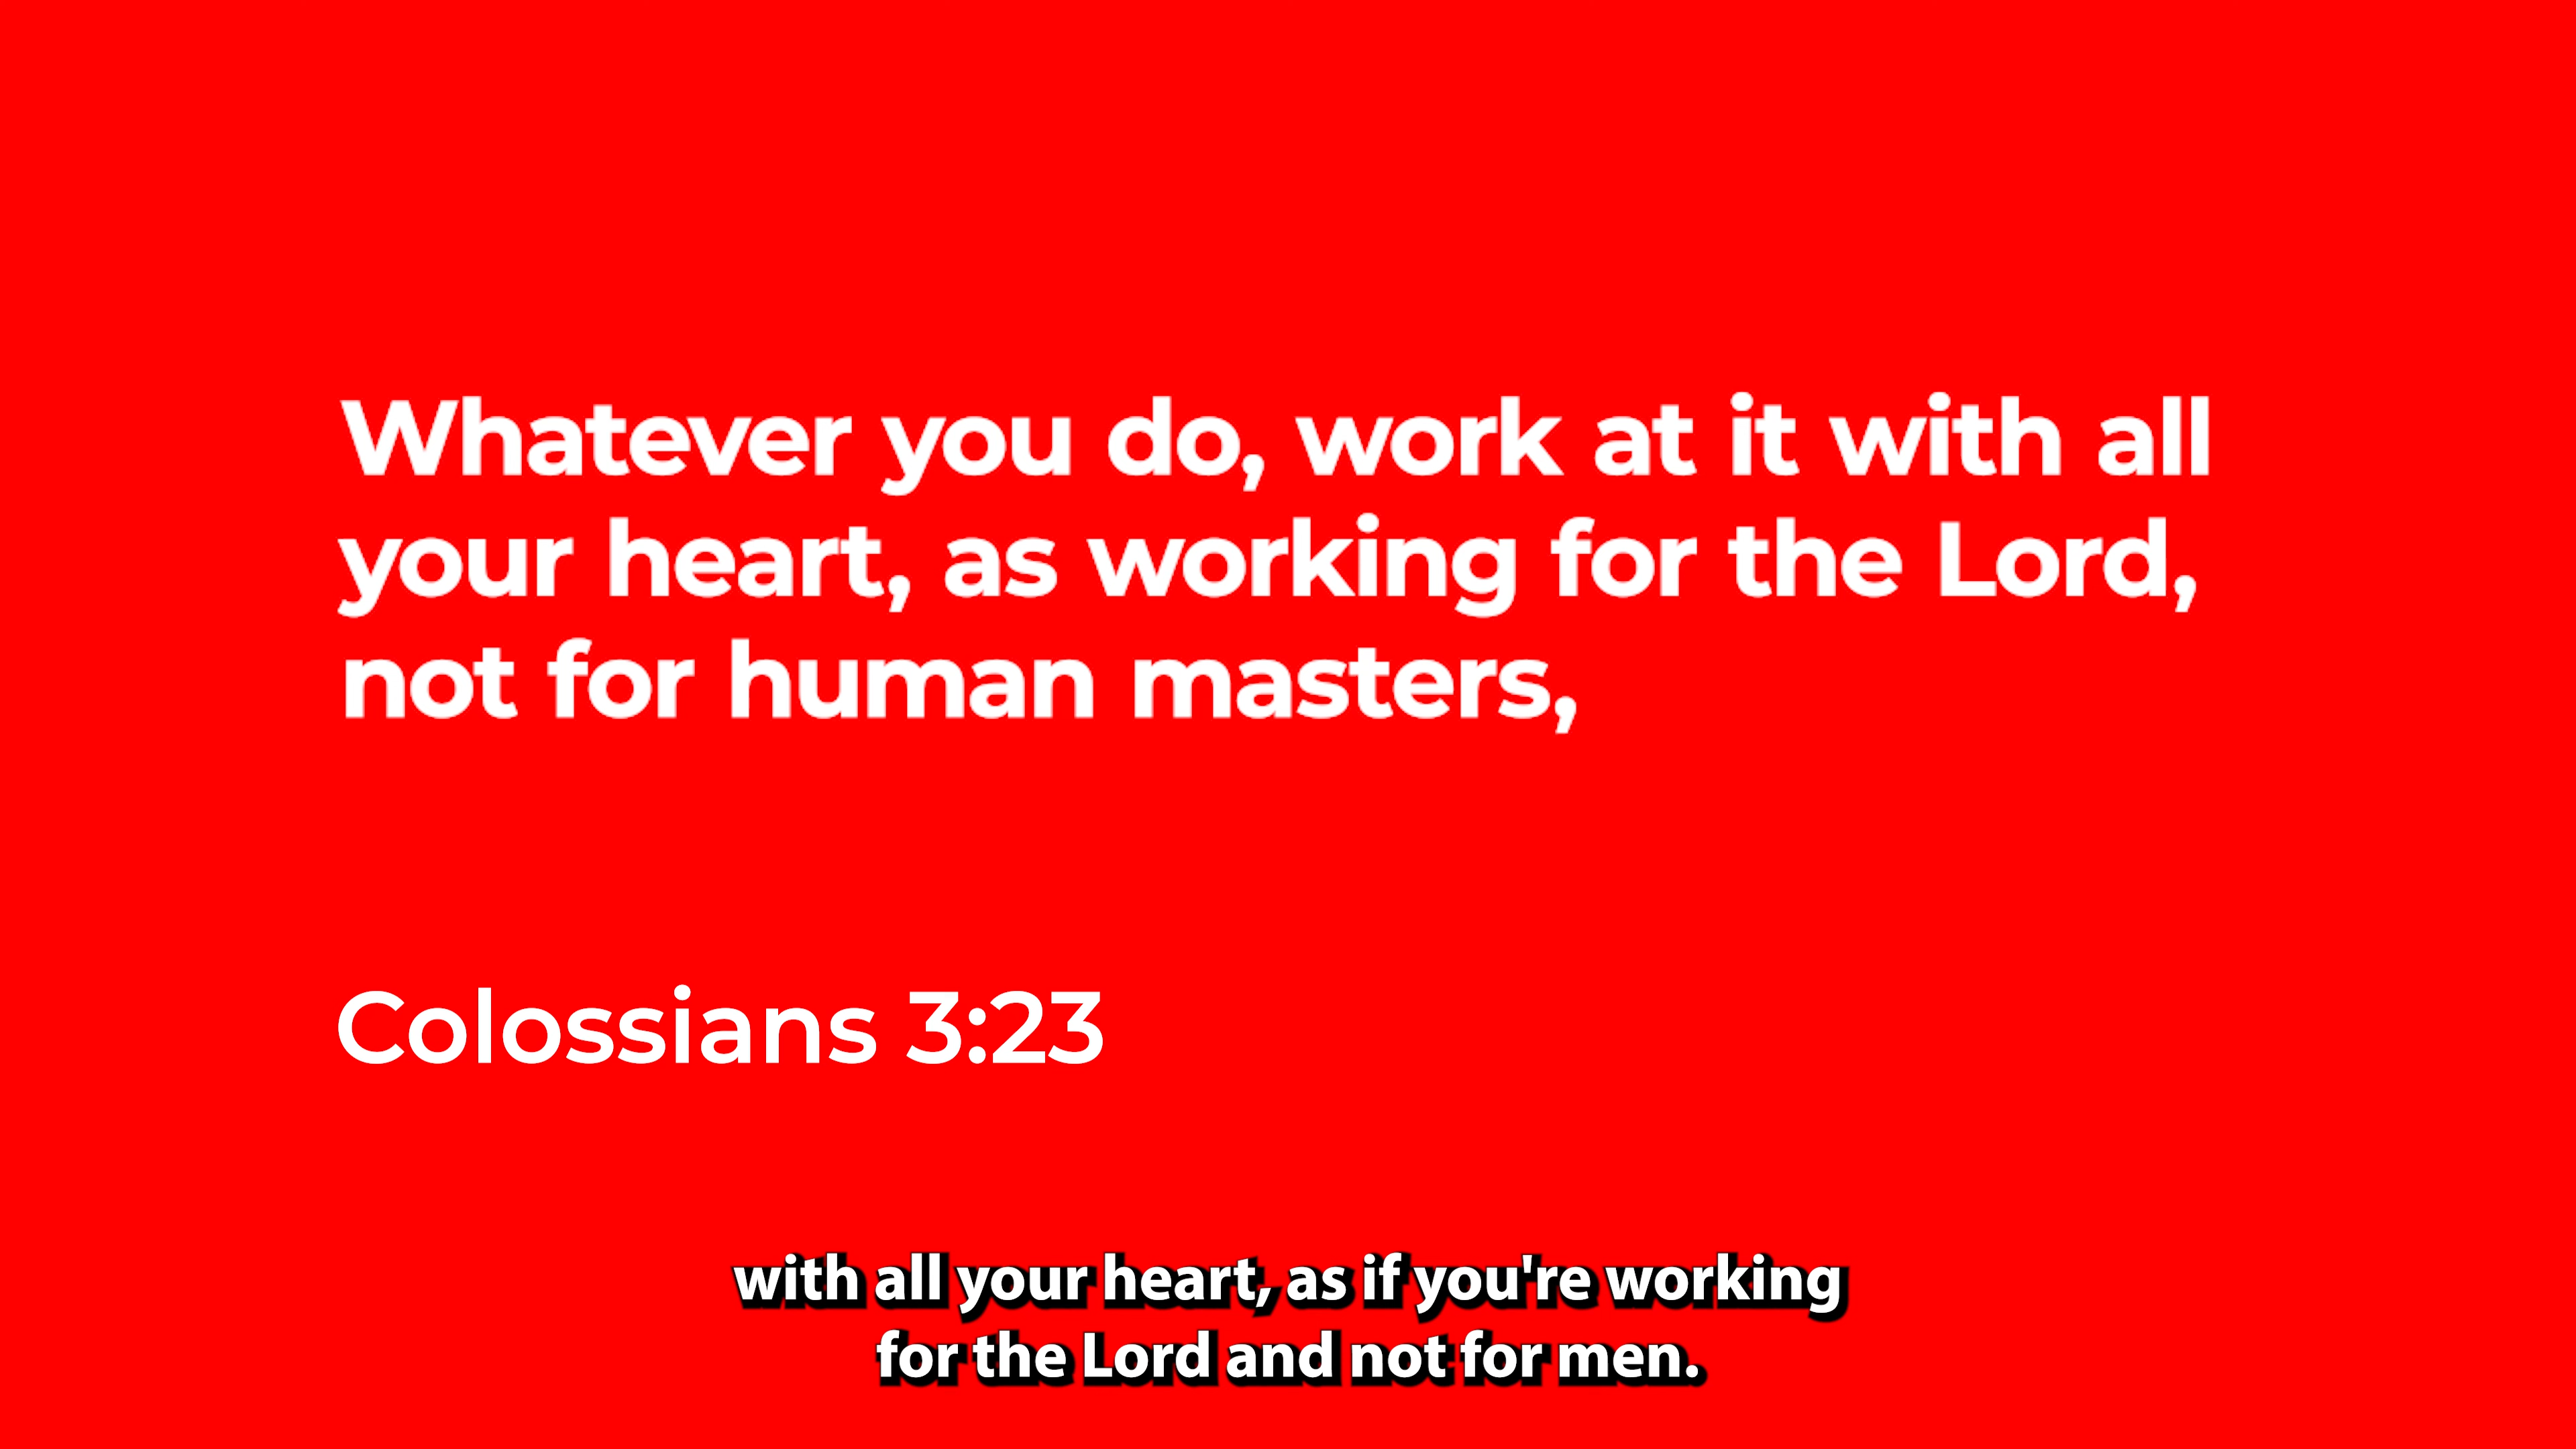 Whatever you do, work at it with all
your heart, as working for the Lord,
not for human masters,
Colossians 3:23
with all your heart, as if you're working
for the Lord and not for men.